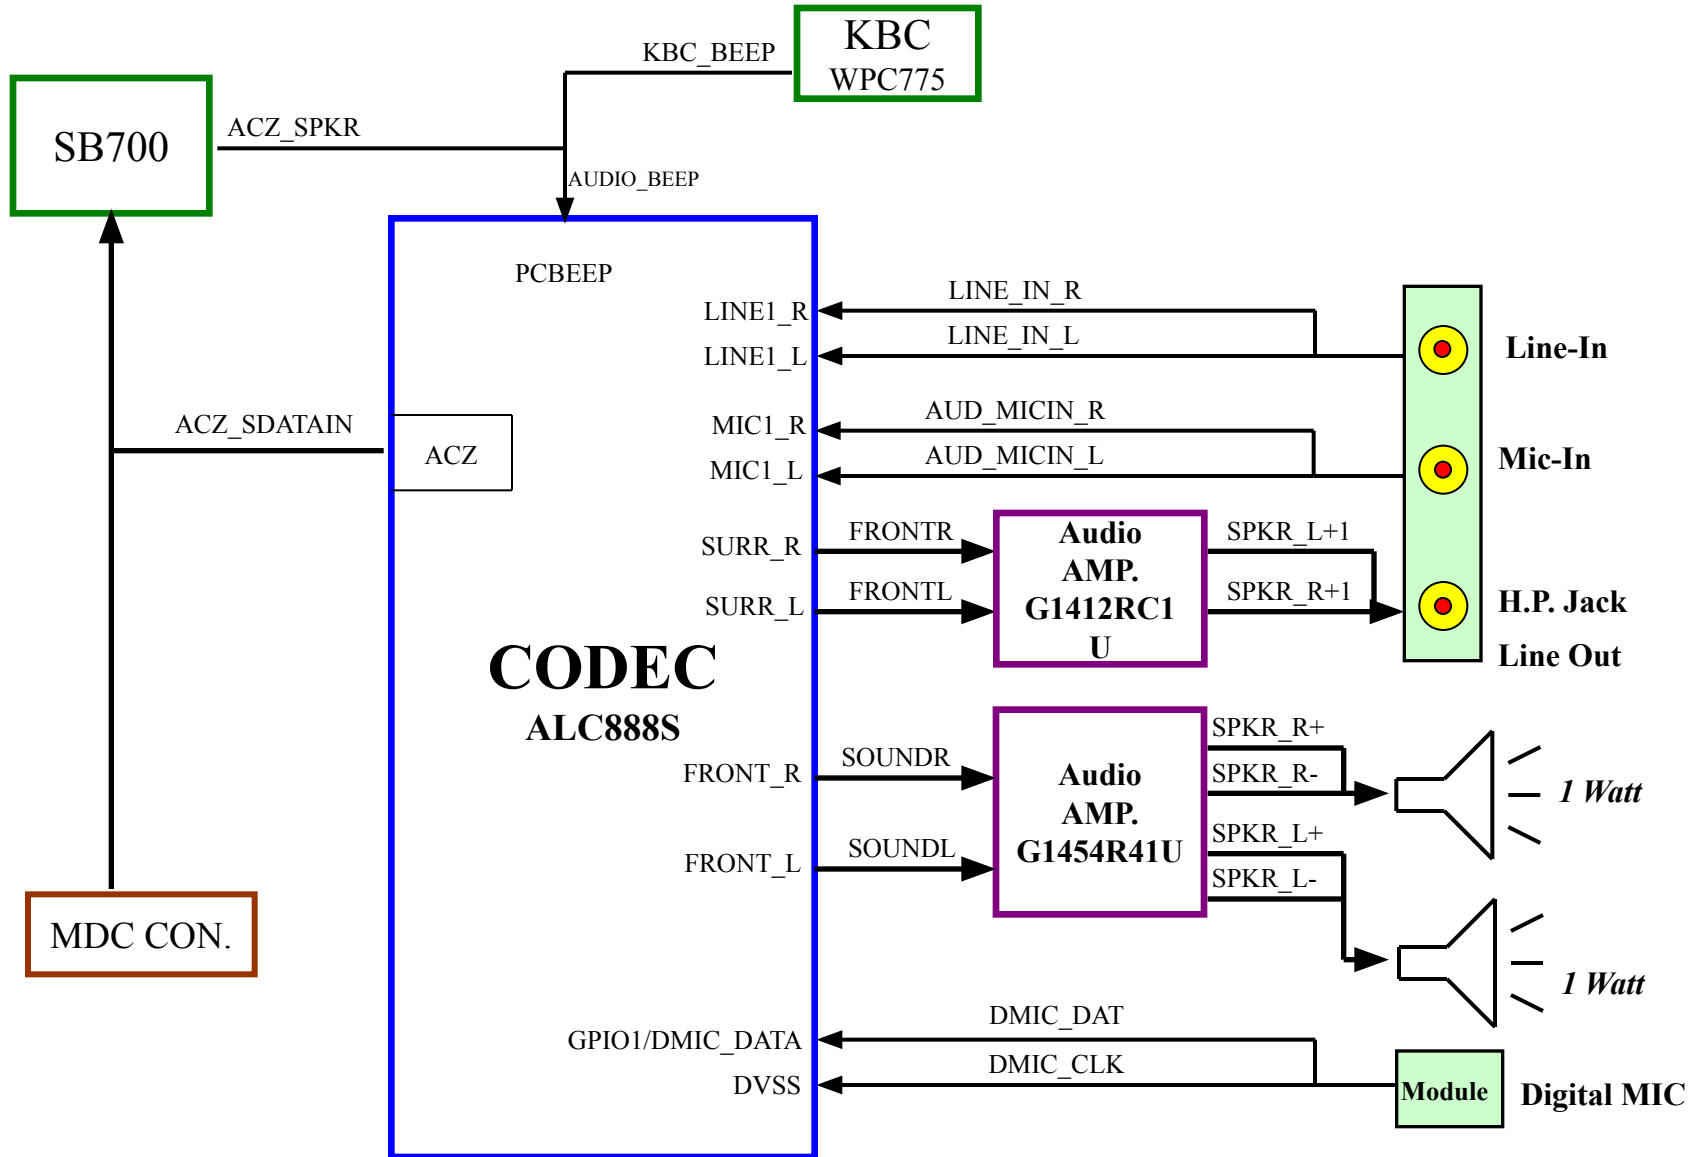 KBC
WPC775
KBC_BEEP
SB700
ACZ_SPKR
AUDIO_BEEP
PCBEEP
LINE1_R
LINE_IN_R
LINE1_L
LINE_IN_L
Line-In
ACZ_SDATAIN
ACZ
MIC1_R
AUD_MICIN_R
MIC1_L
AUD_MICIN_L
Mic-In
SURR_R
FRONTR
SURR_L
FRONTL
Audio
AMP.
G1412RC1
U
SPKR_L+1
SPKR_R+1
H.P. Jack
Line Out
CODEC
ALC888S
FRONT_R
SOUNDR
FRONT_L
SOUNDL
Audio
AMP.
G1454R41U
SPKR_R+
SPKR_R-
SPKR_L+
SPKR_L-
1 Watt
1 Watt
MDC CON.
GPIO1/DMIC_DATA
DMIC_DAT
DVSS
DMIC_CLK
Module
Digital MIC